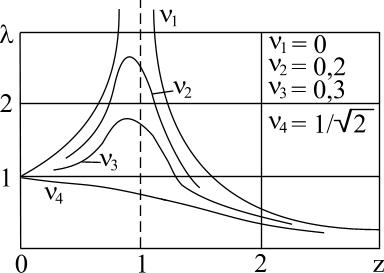 λ
ν₁
ν₁ = 0
ν₂ = 0,2
ν₃ = 0,3
ν₄ = 1/√2
2
ν₂
ν₃
1
ν₄
0
1
2
z